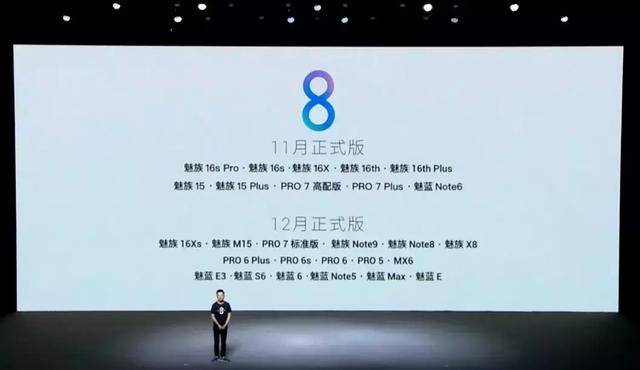 8
11月正式版
魅族 16s Pro · 魅族 16s · 魅族 16X · 魅族 16th · 魅族 16th Plus
魅族 15 · 魅族 15 Plus · PRO 7 高配版 · PRO 7 Plus · 魅蓝 Note6
12月正式版
魅族 16Xs · 魅族 M15 · PRO 7 标准版 · 魅族 Note9 · 魅族 Note8 · 魅族 X8
PRO 6 Plus · PRO 6s · PRO 6 · PRO 5 · MX6
魅蓝 E3 · 魅蓝 S6 · 魅蓝 6 · 魅蓝 Note5 · 魅蓝 Max · 魅蓝 E